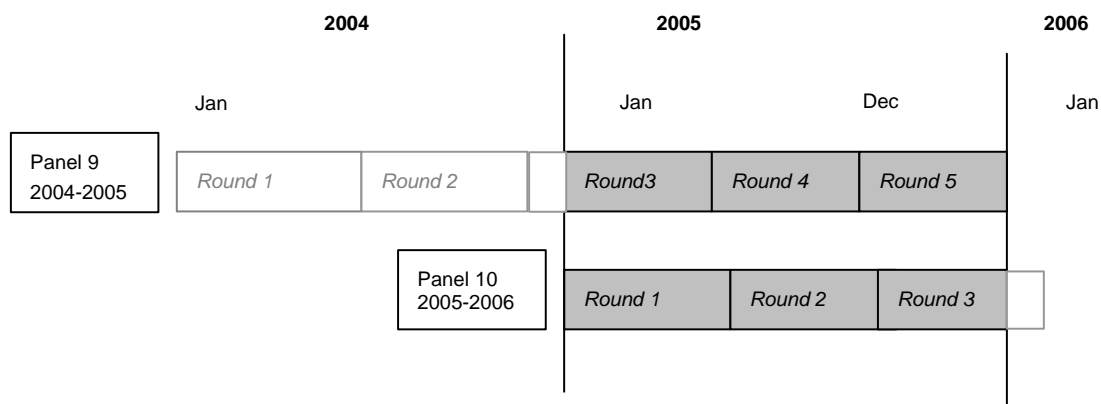 2004 2005 2006
Jan Jan Dec Jan
Panel 9
2004-2005
Round 1 Round 2 Round3 Round 4 Round 5
Panel 10
2005-2006
Round 1 Round 2 Round 3